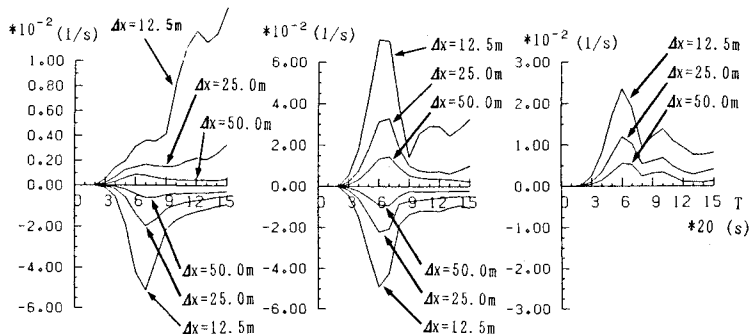 *10⁻² (1/s)
Δx=12.5m
1.00
0.80
0.60
0.40
0.20
0.00
-2.00
-4.00
-6.00
Δx=25.0m
Δx=50.0m
0 3 6 9 12 15
Δx=50.0m
Δx=25.0m
Δx=12.5m
*10⁻² (1/s)
6.00
4.00
2.00
0.00
-2.00
-4.00
-6.00
Δx=12.5m
Δx=25.0m
Δx=50.0m
0 3 6 9 12 15
Δx=50.0m
Δx=25.0m
Δx=12.5m
*10⁻² (1/s)
3.00
2.00
1.00
0.00
-1.00
-2.00
-3.00
Δx=12.5m
Δx=25.0m
Δx=50.0m
0 3 6 9 12 15 T
*20 (s)